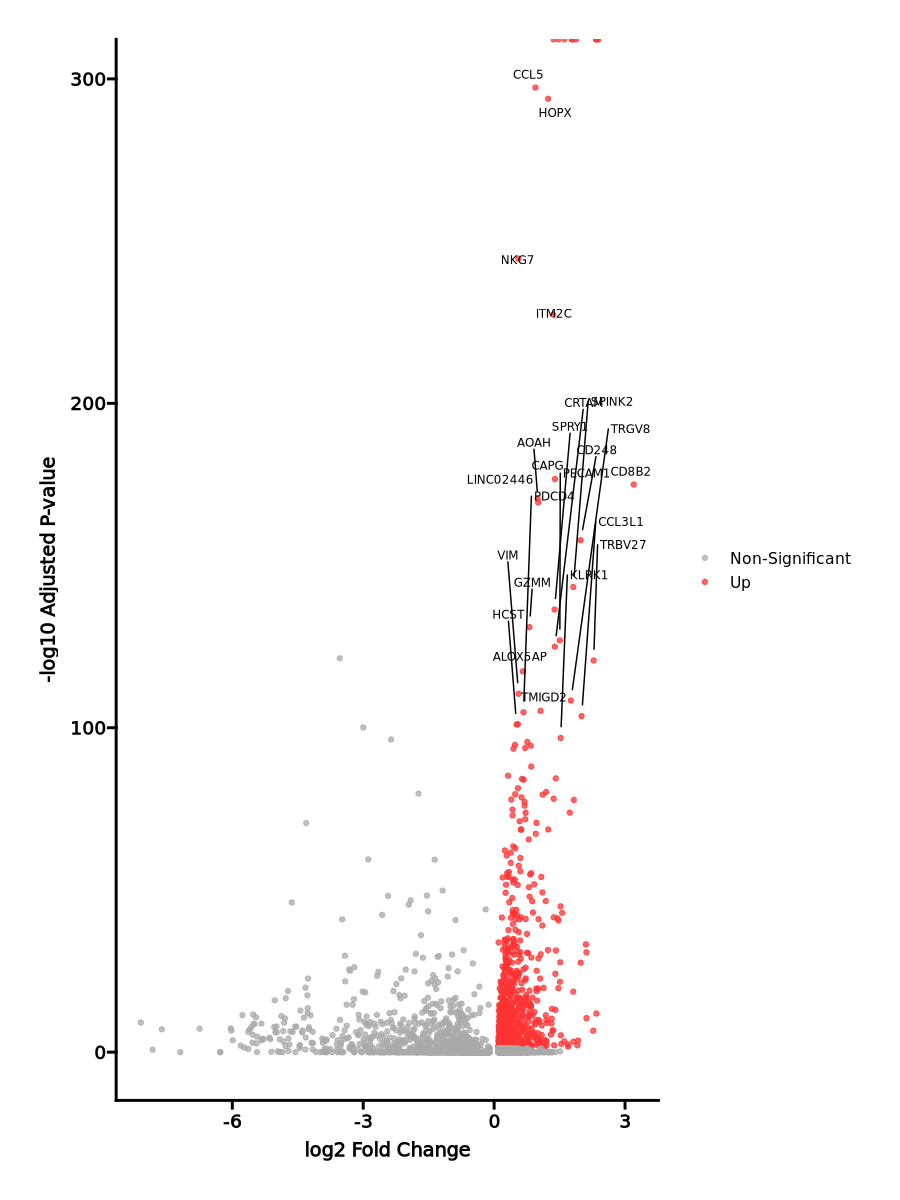 300
CCL5
HOPX
NKG7
ITM2C
200
CRTAM
SPINK2
SPRY1
TRGV8
AOAH
CD248
CAPG
PECAM1
CD8B2
LINC02446
PDCD4
CCL3L1
TRBV27
VIM
KLRK1
GZMM
HCST
ALOX5AP
TMIGD2
100
0
-6
-3
0
3
log2 Fold Change
-log10 Adjusted P-value
Non-Significant
Up